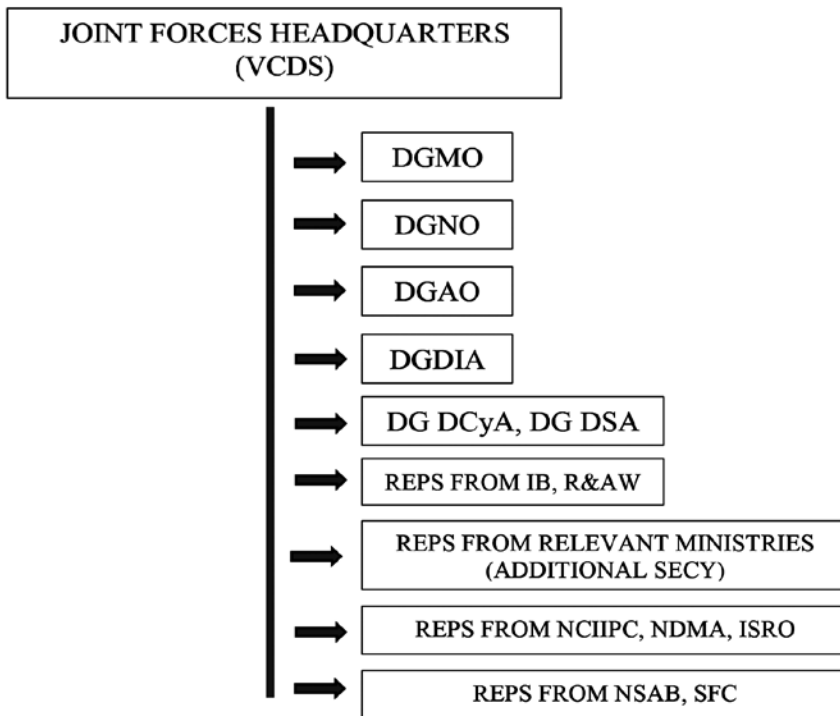 JOINT FORCES HEADQUARTERS
(VCDS)
DGMO
DGNO
DGAO
DGDIA
DG DCyA, DG DSA
REPS FROM IB, R&AW
REPS FROM RELEVANT MINISTRIES
(ADDITIONAL SECY)
REPS FROM NCIIPC, NDMA, ISRO
REPS FROM NSAB, SFC